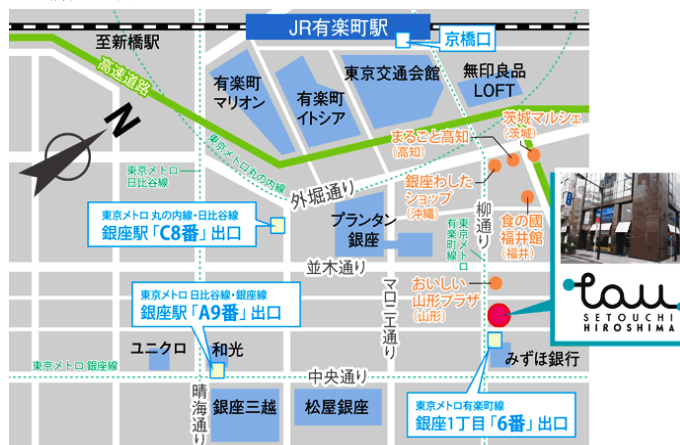 JR有楽町駅
至新橋駅
京橋口
高速道路
有楽町
マリオン
有楽町
イトシア
東京交通会館
無印良品
LOFT
N
茨城マルシェ
(茨城)
まるごと高知
(高知)
東京メトロ丸の内線
東京メトロ
日比谷線
外堀通り
銀座わした
ショップ
(沖縄)
柳通り
食の國
福井館
(福井)
東京メトロ 丸の内線・日比谷線
銀座駅「C8番」出口
プランタン
銀座
東京メトロ
有楽町線
並木通り
おいしい
山形プラザ
(山形)
マロニエ通り
tau
SETOUCHI
HIROSHIMA
東京メトロ 日比谷線・銀座線
銀座駅「A9番」出口
ユニクロ
和光
みずほ銀行
東京メトロ 銀座線
中央通り
晴海通り
銀座三越
松屋銀座
東京メトロ有楽町線
銀座1丁目「6番」出口